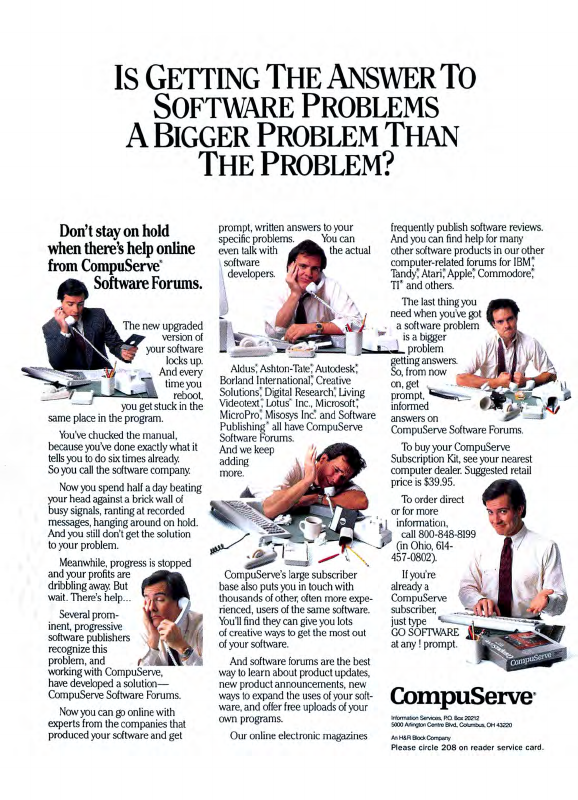 IS GETTING THE ANSWER TO
SOFTWARE PROBLEMS
A BIGGER PROBLEM THAN
THE PROBLEM?
Don't stay on hold
when there's help online
from CompuServe®
Software Forums.
The new upgraded
version of
your software
locks up.
And every
time you
reboot,
you get stuck in the
same place in the program.
You've chucked the manual,
because you've done exactly what it
tells you to do six times already.
So you call the software company.
Now you spend half a day beating
your head against a brick wall of
busy signals, ranting at recorded
messages, hanging around on hold.
And you still don't get the solution
to your problem.
Meanwhile, progress is stopped
and your profits are
dribbling away. But
wait. There's help…
Several prom-
inent, progressive
software publishers
recognize this
problem, and
working with CompuServe,
have developed a solution—
CompuServe Software Forums.
Now you can go online with
experts from the companies that
produced your software and get
prompt, written answers to your
specific problems. You can
even talk with the actual
software
developers.
Aldus®, Ashton-Tate®, Autodesk®,
Borland International®, Creative
Solutions®, Digital Research®, Living
Videotext®, Lotus® Inc., Microsoft®,
MicroPro®, Misosys Inc.® and Software
Publishing® all have CompuServe
Software Forums.
And we keep
adding
more.
CompuServe's large subscriber
base also puts you in touch with
thousands of other, often more expe-
rienced, users of the same software.
You'll find they can give you lots
of creative ways to get the most out
of your software.
And software forums are the best
way to learn about product updates,
new product announcements, new
ways to expand the uses of your soft-
ware, and offer free uploads of your
own programs.
Our online electronic magazines
frequently publish software reviews.
And you can find help for many
other software products in our other
computer-related forums for IBM®,
Tandy®, Atari®, Apple®, Commodore®,
TI® and others.
The last thing you
need when you've got
a software problem
is a bigger
problem
getting answers.
So, from now
on, get
prompt,
informed
answers on
CompuServe Software Forums.
To buy your CompuServe
Subscription Kit, see your nearest
computer dealer. Suggested retail
price is $39.95.
To order direct
or for more
information,
call 800-848-8199
(in Ohio, 614-
457-0802).
If you're
already a
CompuServe
subscriber,
just type
GO SOFTWARE
at any ! prompt.
CompuServe
CompuServe®
Information Services, P.O. Box 20212
5000 Arlington Centre Blvd., Columbus, OH 43220
An H&R Block Company
Please circle 208 on reader service card.